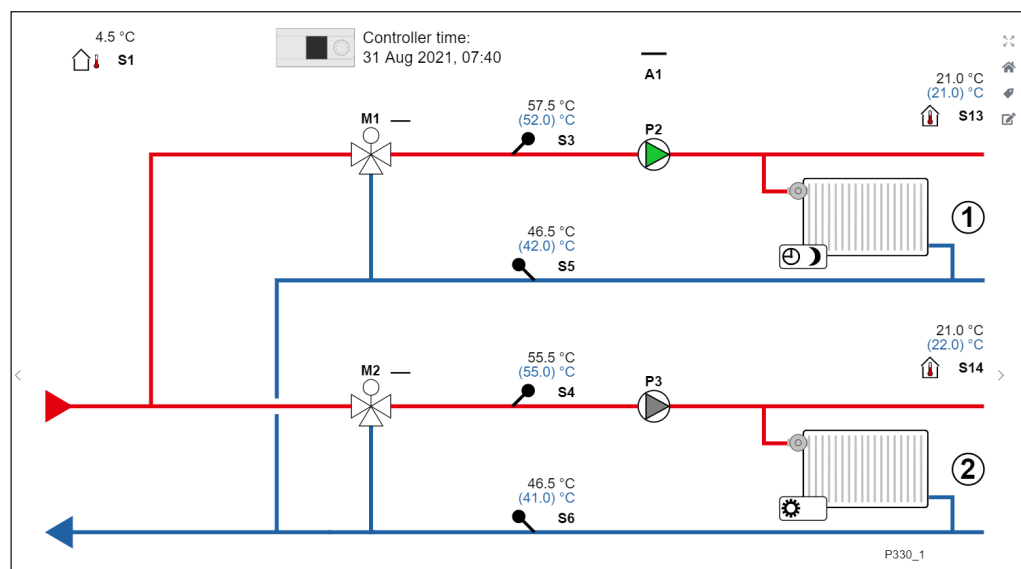 4.5 °C
S1
Controller time:
31 Aug 2021, 07:40
A1
21.0 °C
(21.0) °C
S13
M1
57.5 °C
(52.0) °C
S3
P2
1
46.5 °C
(42.0) °C
S5
21.0 °C
(22.0) °C
S14
M2
55.5 °C
(55.0) °C
S4
P3
2
46.5 °C
(41.0) °C
S6
P330_1